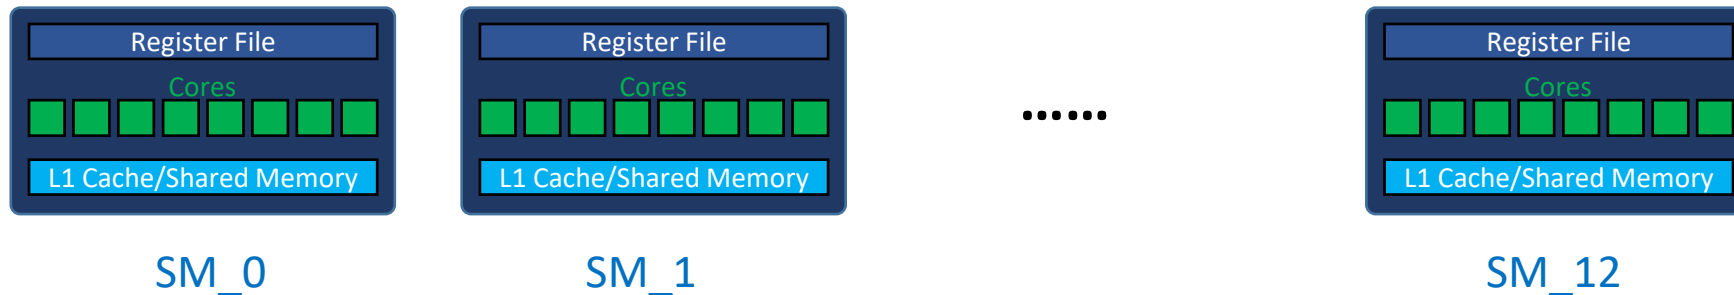 Register File
Cores
L1 Cache/Shared Memory
SM_0
Register File
Cores
L1 Cache/Shared Memory
SM_1
......
Register File
Cores
L1 Cache/Shared Memory
SM_12